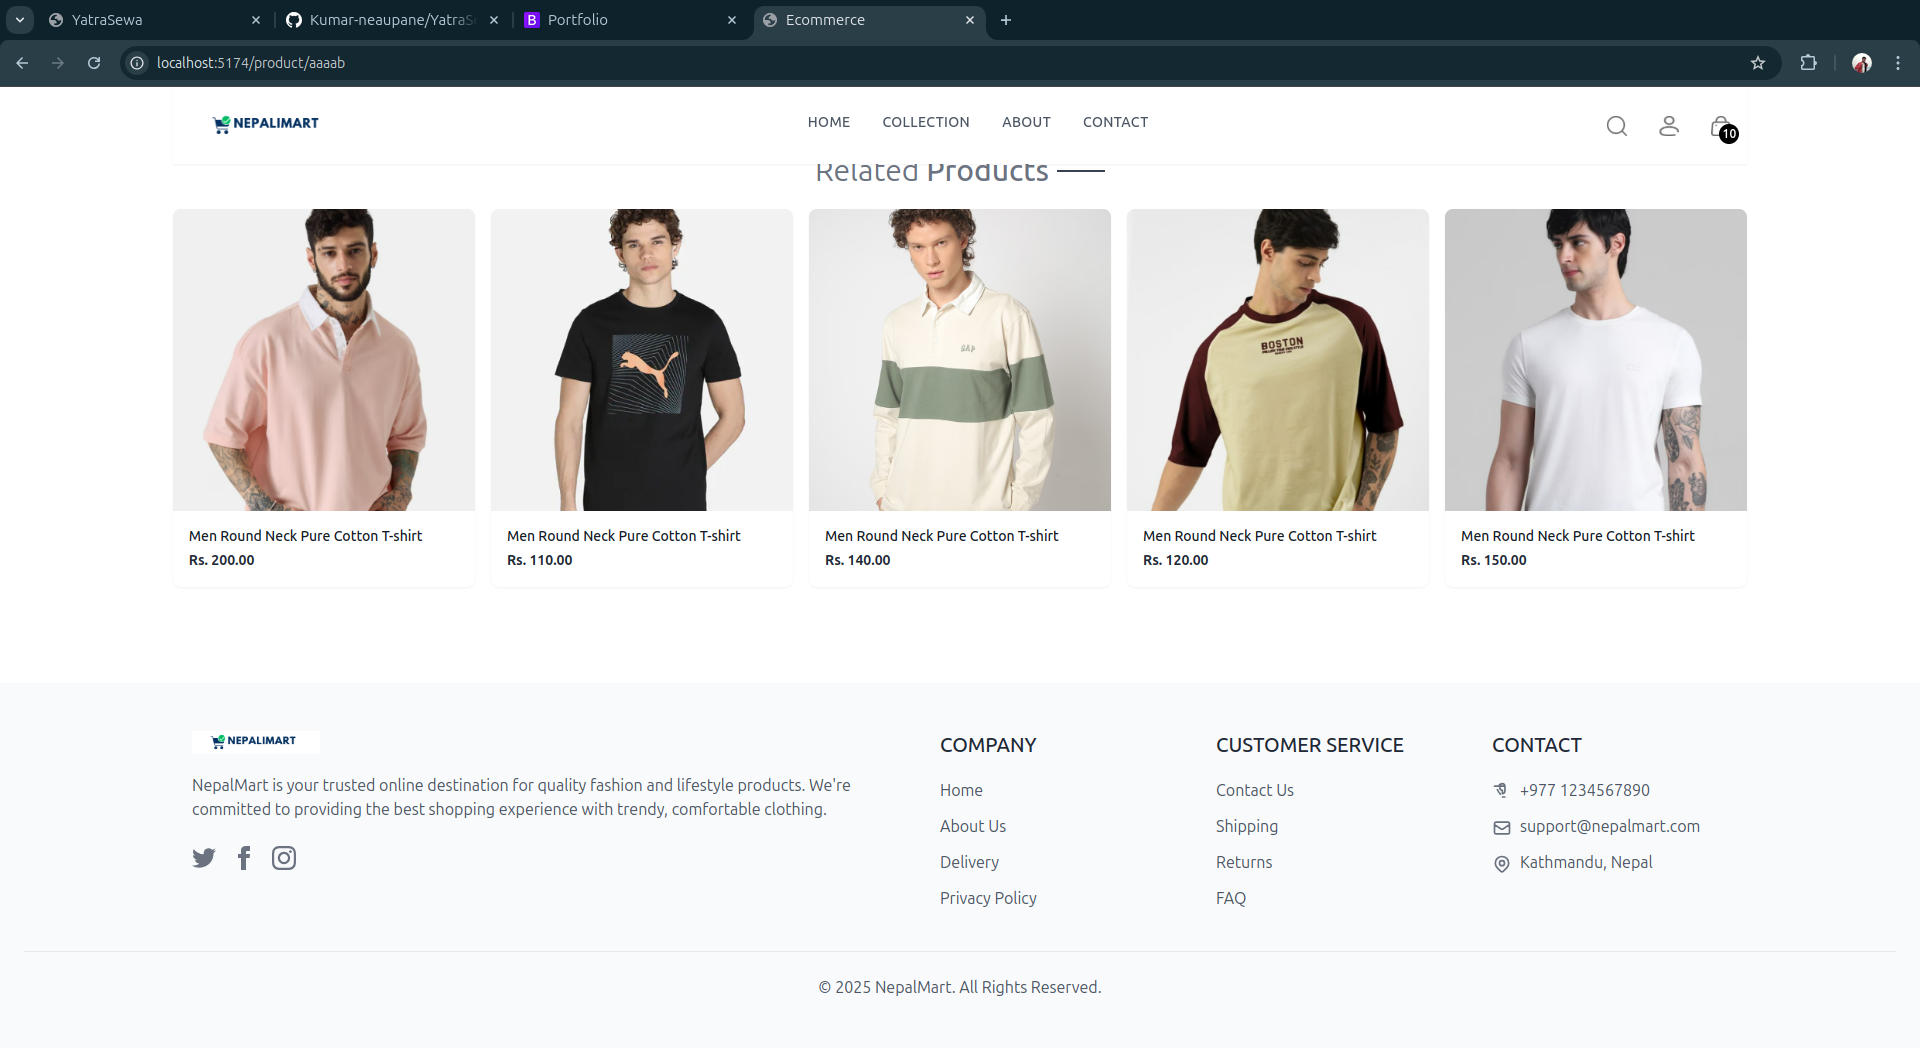 YatraSewa
Kumar-neaupane/YatraS
Portfolio
Ecommerce
localhost:5174/product/aaaab
NEPALIMART
HOME
COLLECTION
ABOUT
CONTACT
10
Related Products
GAP
BOSTON
Men Round Neck Pure Cotton T-shirt
Rs. 200.00
Men Round Neck Pure Cotton T-shirt
Rs. 110.00
Men Round Neck Pure Cotton T-shirt
Rs. 140.00
Men Round Neck Pure Cotton T-shirt
Rs. 120.00
Men Round Neck Pure Cotton T-shirt
Rs. 150.00
NEPALIMART
NepalMart is your trusted online destination for quality fashion and lifestyle products. We're
committed to providing the best shopping experience with trendy, comfortable clothing.
COMPANY
Home
About Us
Delivery
Privacy Policy
CUSTOMER SERVICE
Contact Us
Shipping
Returns
FAQ
CONTACT
+977 1234567890
support@nepalmart.com
Kathmandu, Nepal
© 2025 NepalMart. All Rights Reserved.